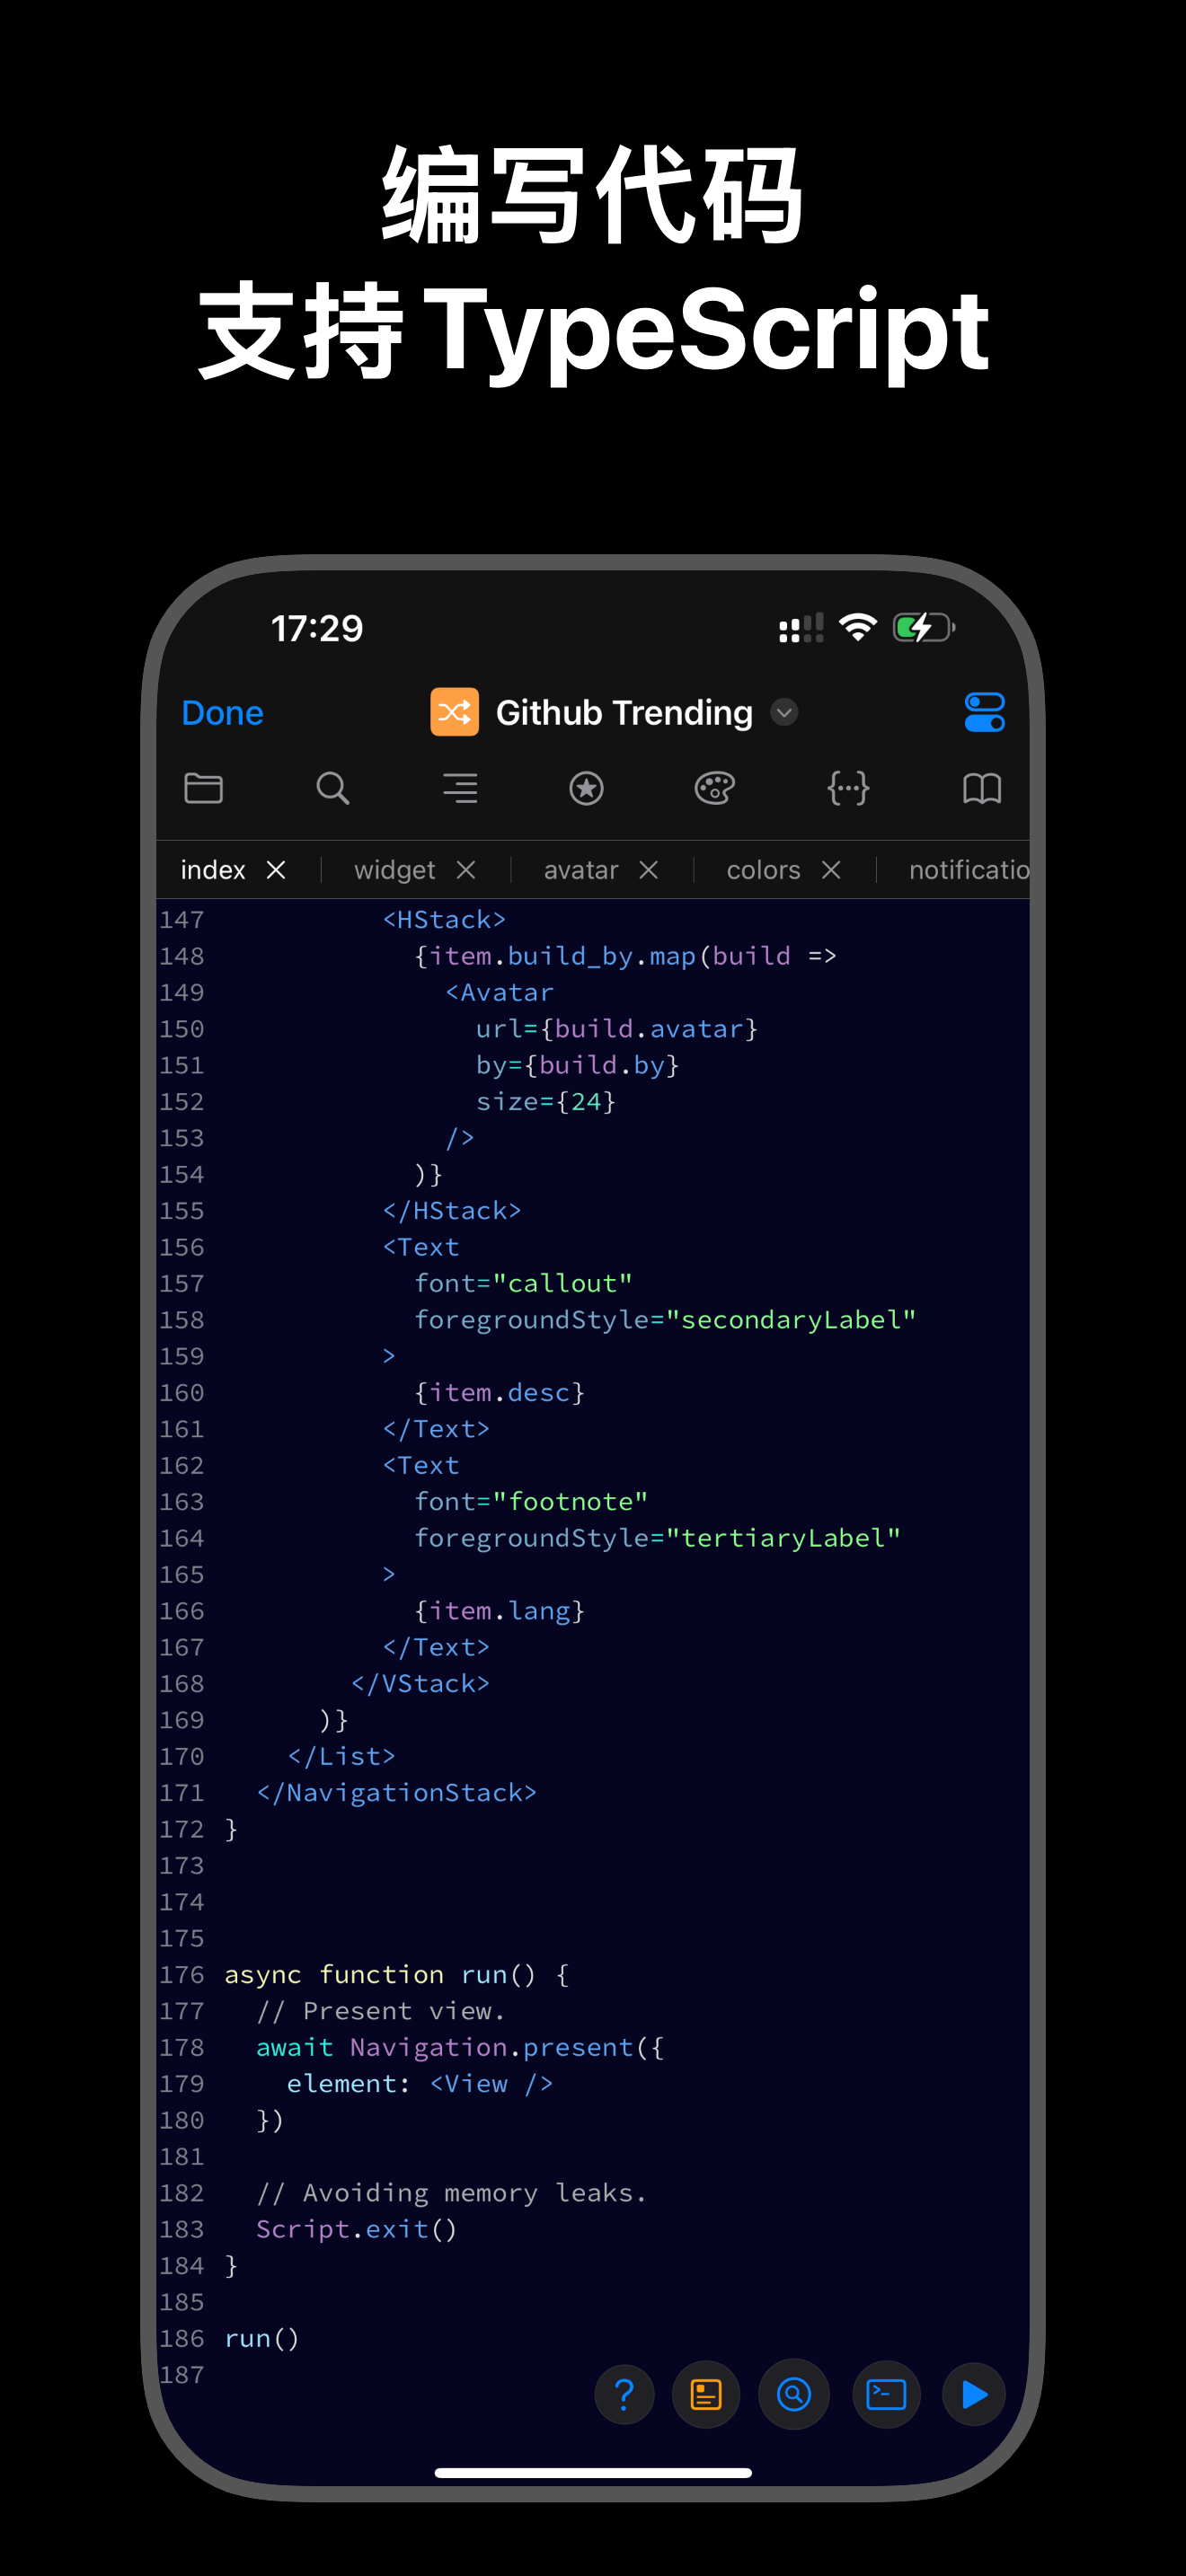 编写代码
支持 TypeScript
17:29
Done Github Trending
index widget avatar colors notificatio
147 <HStack>
148 {item.build_by.map(build =>
149 <Avatar
150 url={build.avatar}
151 by={build.by}
152 size={24}
153 />
154 )}
155 </HStack>
156 <Text
157 font="callout"
158 foregroundStyle="secondaryLabel"
159 >
160 {item.desc}
161 </Text>
162 <Text
163 font="footnote"
164 foregroundStyle="tertiaryLabel"
165 >
166 {item.lang}
167 </Text>
168 </VStack>
169 )}
170 </List>
171 </NavigationStack>
172 }
173
174
175
176 async function run() {
177 // Present view.
178 await Navigation.present({
179 element: <View />
180 })
181
182 // Avoiding memory leaks.
183 Script.exit()
184 }
185
186 run()
187